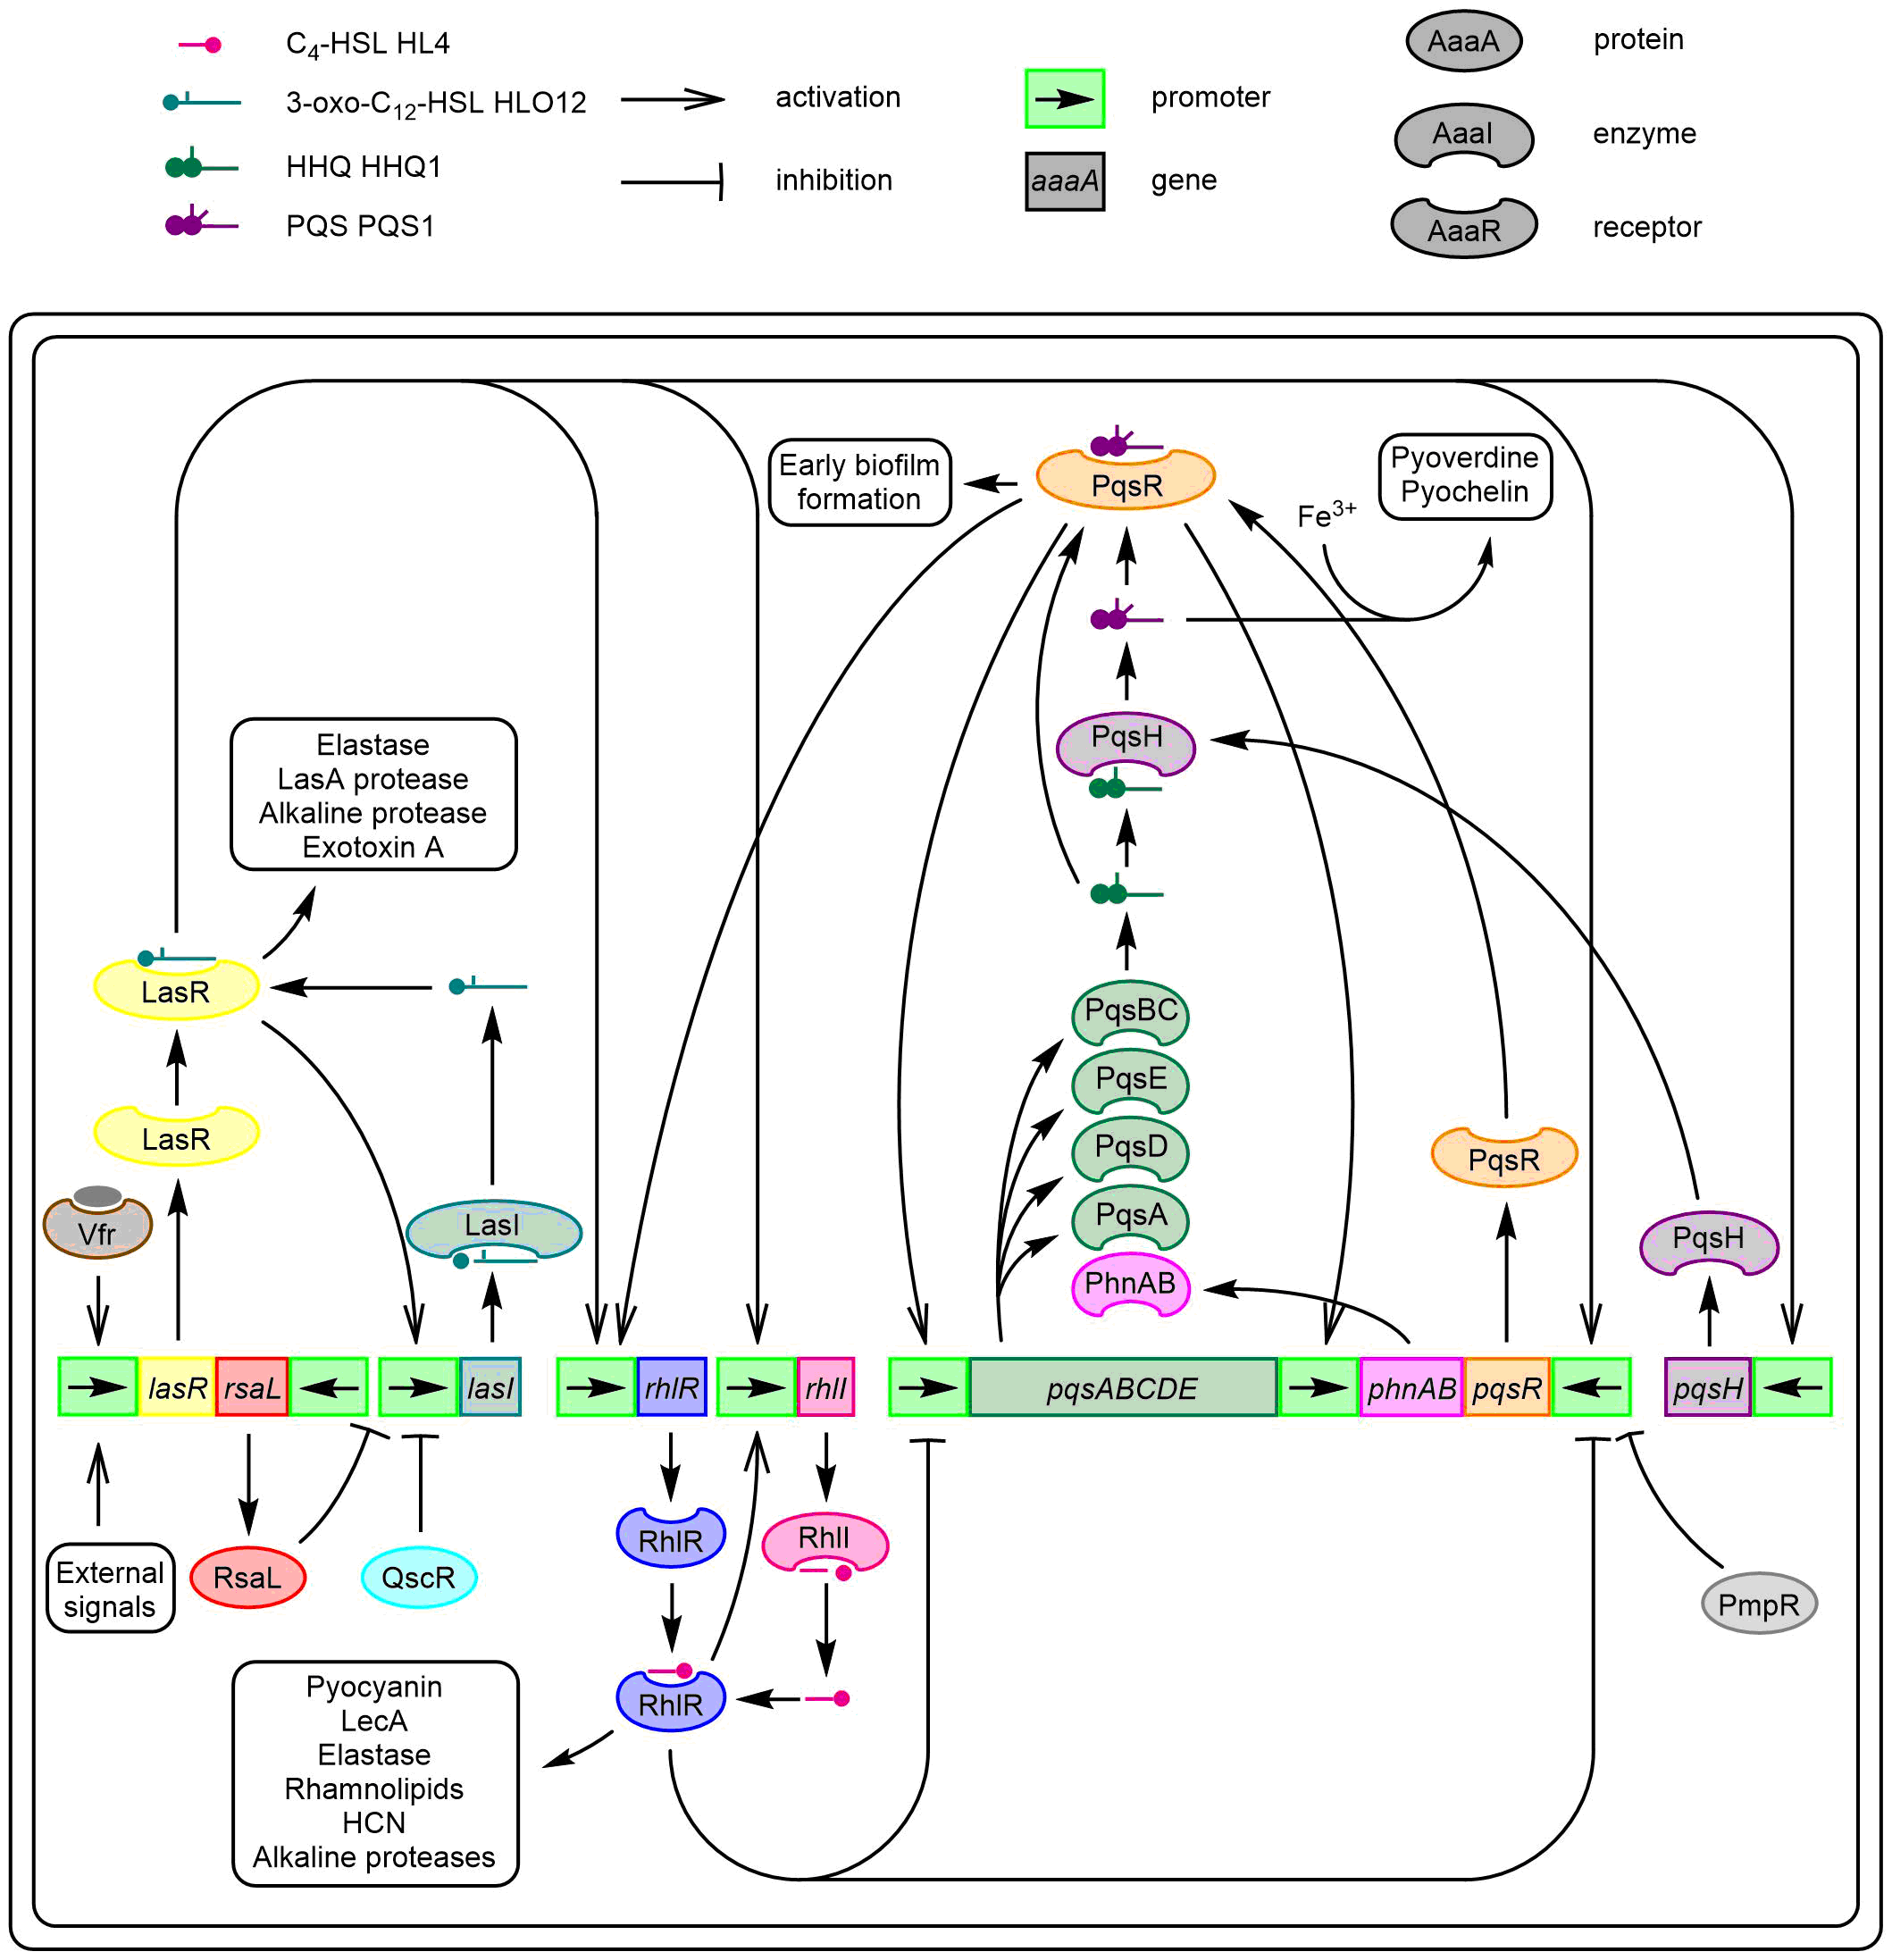 C4-HSL HL4
3-oxo-C12-HSL HLO12
HHQ HHQ1
PQS PQS1
activation
inhibition
promoter
aaaA
gene
AaaA
protein
AaaI
enzyme
AaaR
receptor
Early biofilm
formation
PqsR
Fe3+
Pyoverdine
Pyochelin
Elastase
LasA protease
Alkaline protease
Exotoxin A
PqsH
LasR
LasR
Vfr
LasI
PqsBC
PqsE
PqsD
PqsA
PhnAB
PqsR
PqsH
lasR
rsaL
lasI
rhlR
rhlI
pqsABCDE
phnAB
pqsR
pqsH
External
signals
RsaL
QscR
RhlR
RhlI
PmpR
RhlR
Pyocyanin
LecA
Elastase
Rhamnolipids
HCN
Alkaline proteases